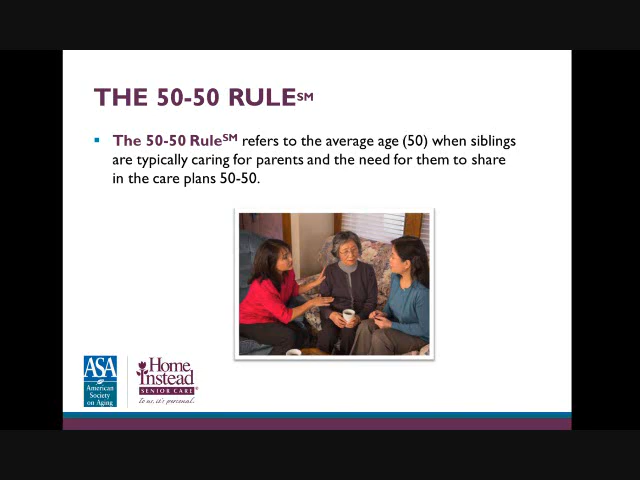 THE 50-50 RULE℠
The 50-50 Rule℠ refers to the average age (50) when siblings
are typically caring for parents and the need for them to share
in the care plans 50-50.
ASA
American
Society
on Aging
Home
Instead
SENIOR CARE®
To us, it's personal.